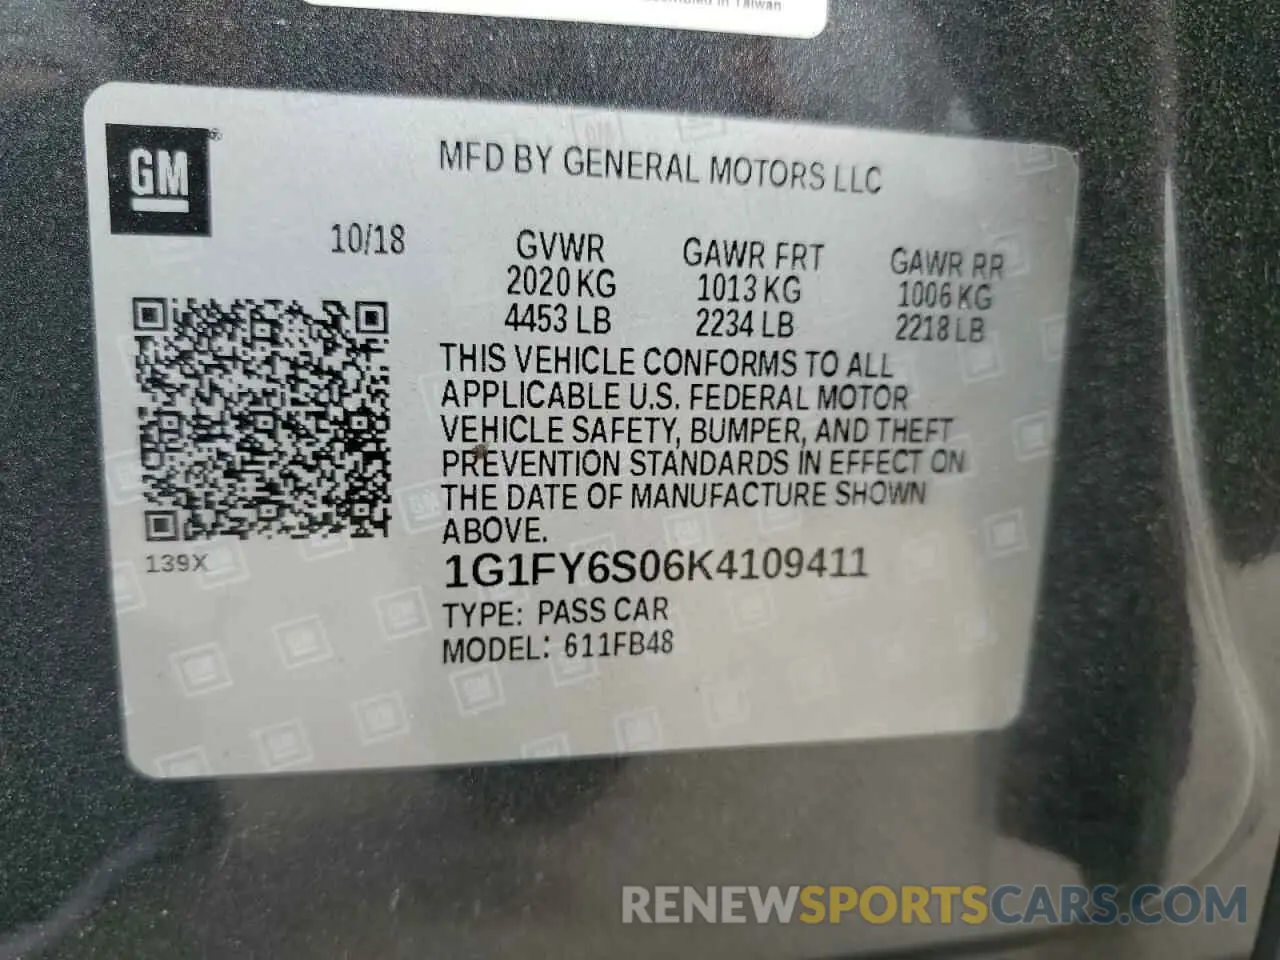 in Taiwan
GM
MFD BY GENERAL MOTORS LLC
10/18
GVWR GAWR FRT GAWR RR
2020 KG 1013 KG 1006 KG
4453 LB 2234 LB 2218 LB
THIS VEHICLE CONFORMS TO ALL
APPLICABLE U.S. FEDERAL MOTOR
VEHICLE SAFETY, BUMPER, AND THEFT
PREVENTION STANDARDS IN EFFECT ON
THE DATE OF MANUFACTURE SHOWN
ABOVE.
139X
1G1FY6S06K4109411
TYPE: PASS CAR
MODEL: 611FB48
RENEWSPORTSCARS.COM